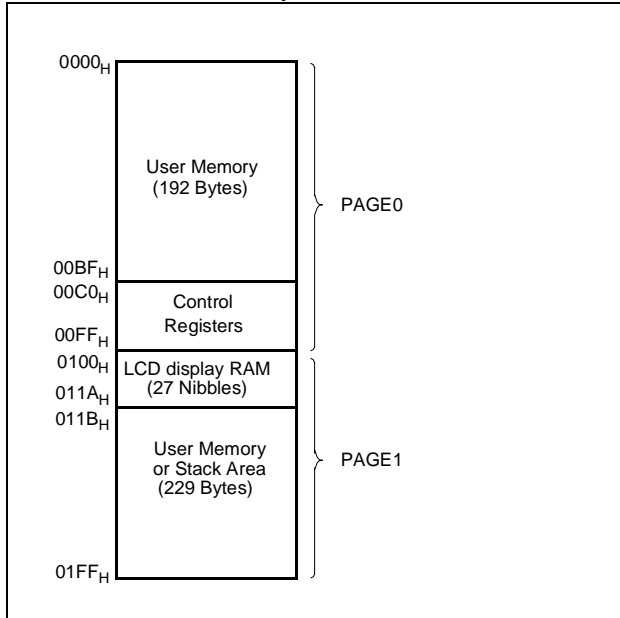 0000H
User Memory
(192 Bytes)
PAGE0
00BFH
00C0H
Control
Registers
00FFH
0100H
LCD display RAM
(27 Nibbles)
011AH
011BH
User Memory
or Stack Area
(229 Bytes)
PAGE1
01FFH